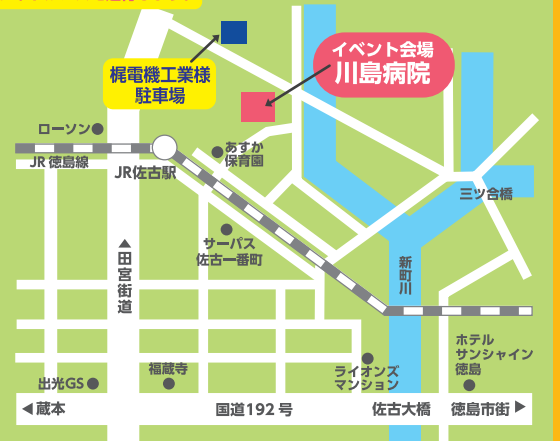 イベント会場
川島病院
梶電機工業様
駐車場
ローソン
あすか
保育園
JR 徳島線
JR佐古駅
三ツ合橋
サーパス
佐古一番町
▲田宮街道
新町川
ホテル
サンシャイン
徳島
ライオンズ
マンション
福蔵寺
出光GS
◀蔵本
国道192号
佐古大橋
徳島市街▶